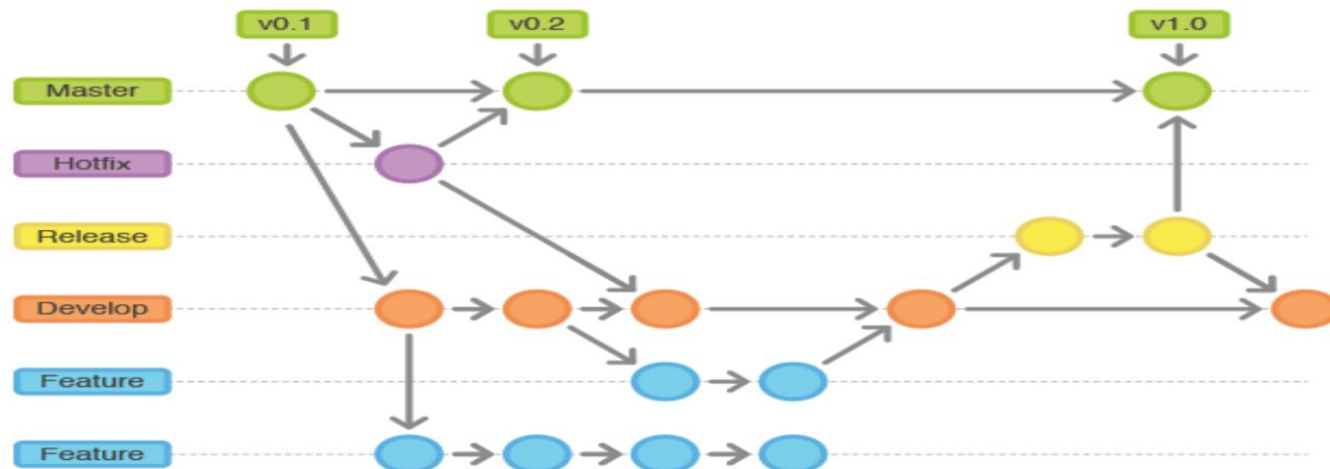 v0.1
v0.2
v1.0
Master
Hotfix
Release
Develop
Feature
Feature